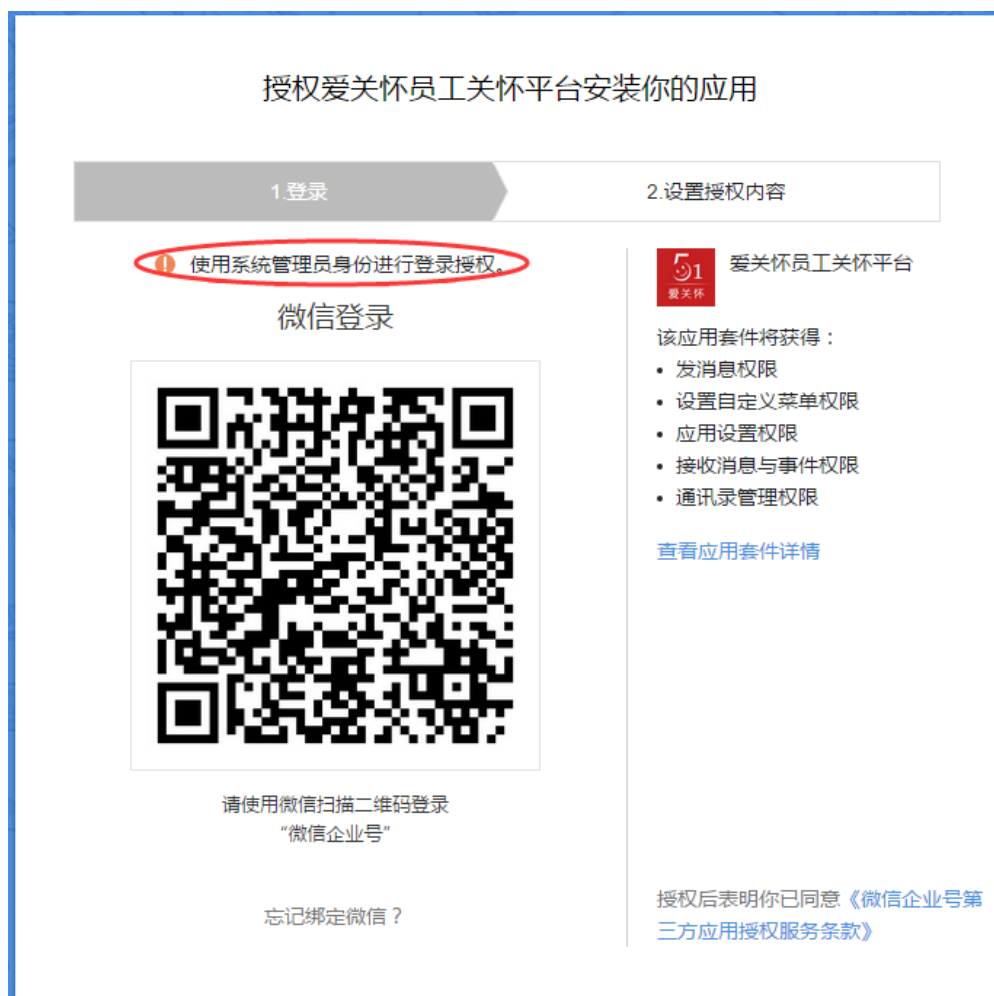 授权爱关怀员工关怀平台安装你的应用
1.登录
2.设置授权内容
使用系统管理员身份进行登录授权。
微信登录
请使用微信扫描二维码登录
“微信企业号”
忘记绑定微信？
51
爱关怀
爱关怀员工关怀平台
该应用套件将获得：
• 发消息权限
• 设置自定义菜单权限
• 应用设置权限
• 接收消息与事件权限
• 通讯录管理权限
查看应用套件详情
授权后表明你已同意《微信企业号第
三方应用授权服务条款》